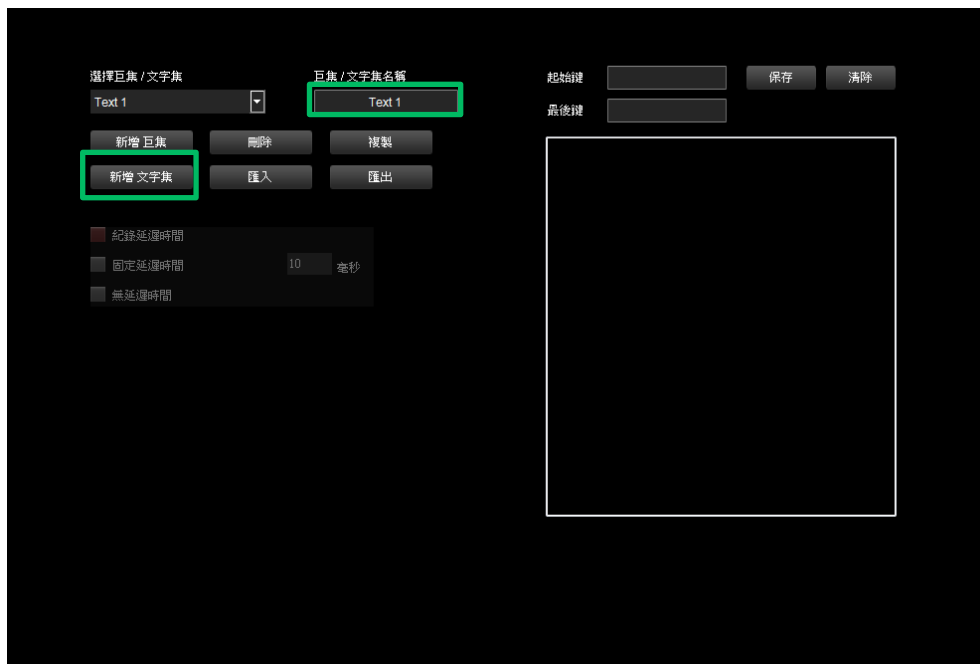 選擇巨集 / 文字集
巨集 / 文字集名稱
Text 1
Text 1
新增 巨集
刪除
複製
新增 文字集
匯入
匯出
紀錄延遲時間
固定延遲時間
10
毫秒
無延遲時間
起始鍵
保存
清除
最後鍵